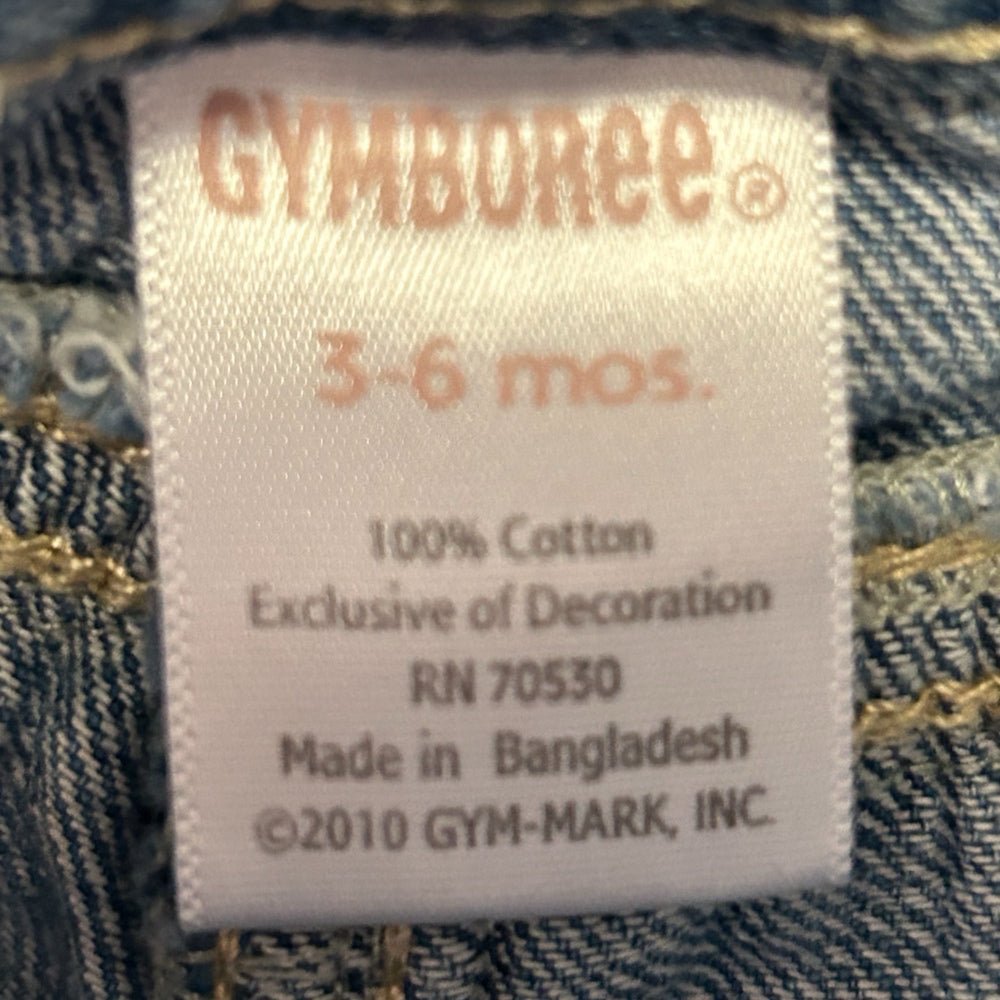 GYMBOREE®
3-6 mos.
100% Cotton
Exclusive of Decoration
RN 70530
Made in Bangladesh
©2010 GYM-MARK, INC.